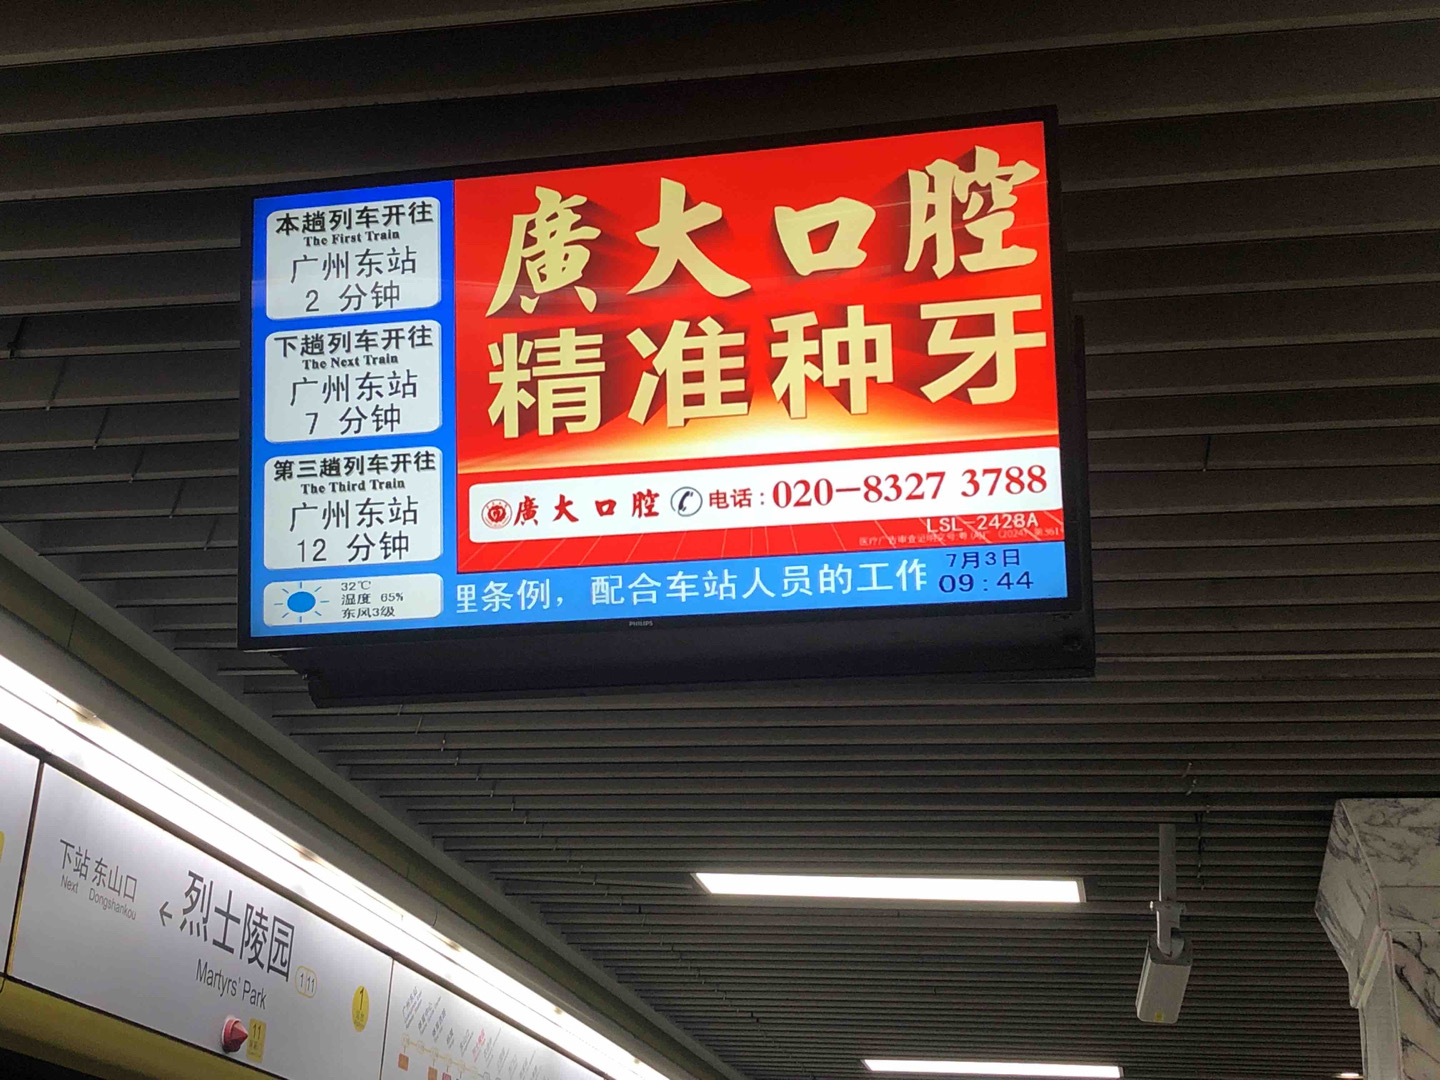 本趟列车开往
The First Train
广州东站
2 分钟
下趟列车开往
The Next Train
广州东站
7 分钟
第三趟列车开往
The Third Train
广州东站
12 分钟
32℃
湿度 65%
东风3级
廣大口腔
精准种牙
廣大口腔 电话:020-8327 3788
LSL-2428A
理条例，配合车站人员的工作
7月3日
09:44
PHILIPS
下站 东山口
Next Dongshankou
烈士陵园
Martyrs' Park
1|11
1
11